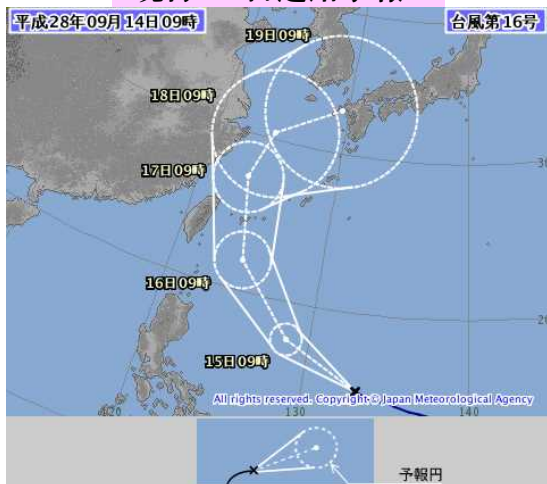 平成28年09月14日09時
台風第16号
19日09時
18日09時
17日09時
30
16日09時
20
15日09時
All rights reserved. Copyright © Japan Meteorological Agency
120
130
140
予報円